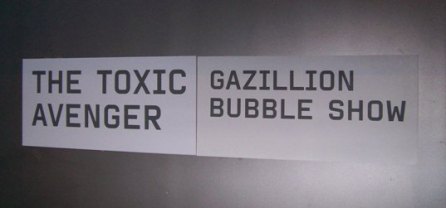 THE TOXIC
AVENGER
GAZILLION
BUBBLE SHOW